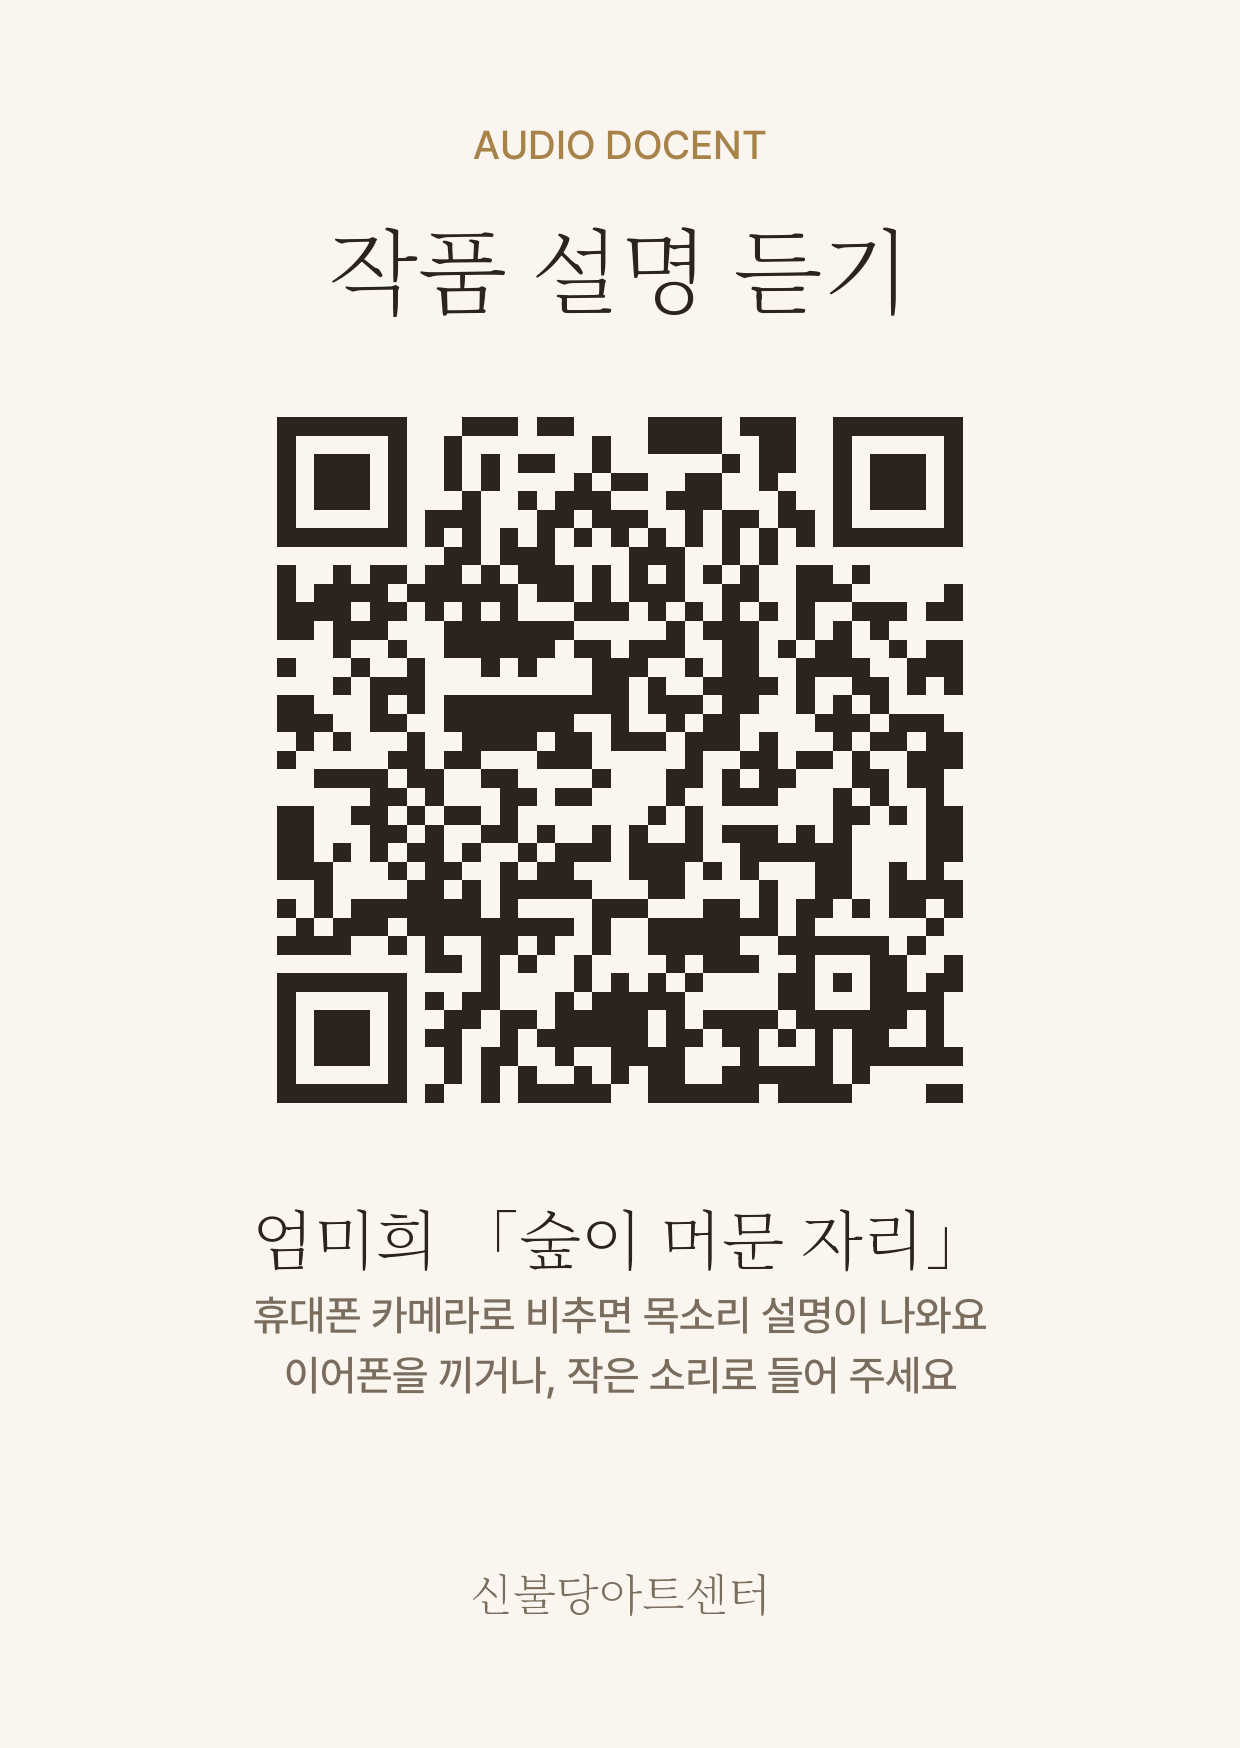 AUDIO DOCENT
작품 설명 듣기
엄미희 「숲이 머문 자리」
휴대폰 카메라로 비추면 목소리 설명이 나와요
이어폰을 끼거나, 작은 소리로 들어 주세요
신불당아트센터